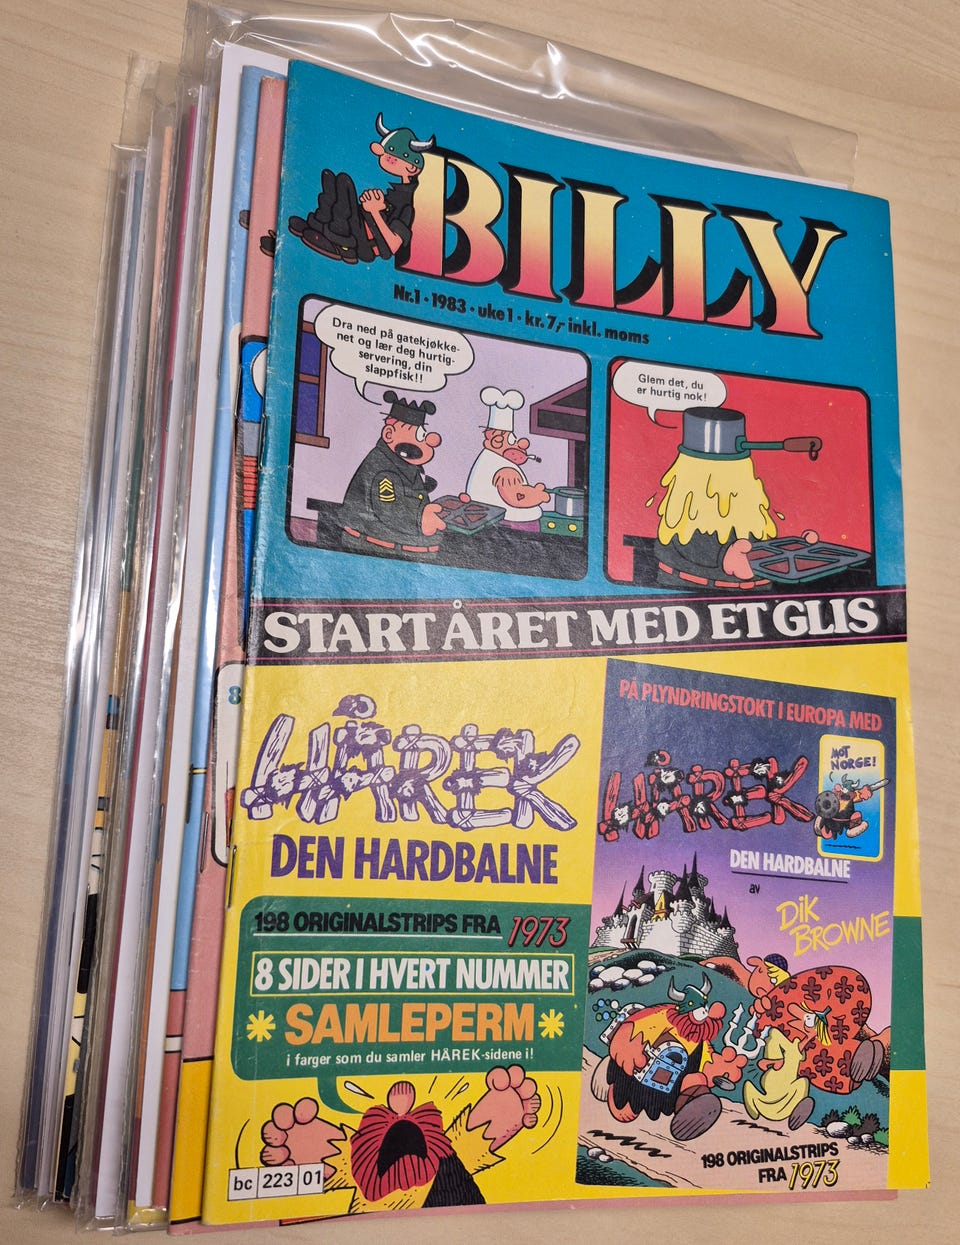 BILLY
Nr.1 · 1983 · uke 1 · kr. 7,- inkl. moms
Dra ned på gatekjøkke-
net og lær deg hurtig-
servering, din
slappfisk!!
Glem det, du
er hurtig nok!
START ÅRET MED ET GLIS
HÅREK
DEN HARDBALNE
198 ORIGINALSTRIPS FRA 1973
8 SIDER I HVERT NUMMER
SAMLEPERM
i farger som du samler HÅREK-sidene i!
bc 223 01
PÅ PLYNDRINGSTOKT I EUROPA MED
HÅREK
MOT
NORGE!
DEN HARDBALNE
av
DIK
BROWNE
198 ORIGINALSTRIPS
FRA 1973
8